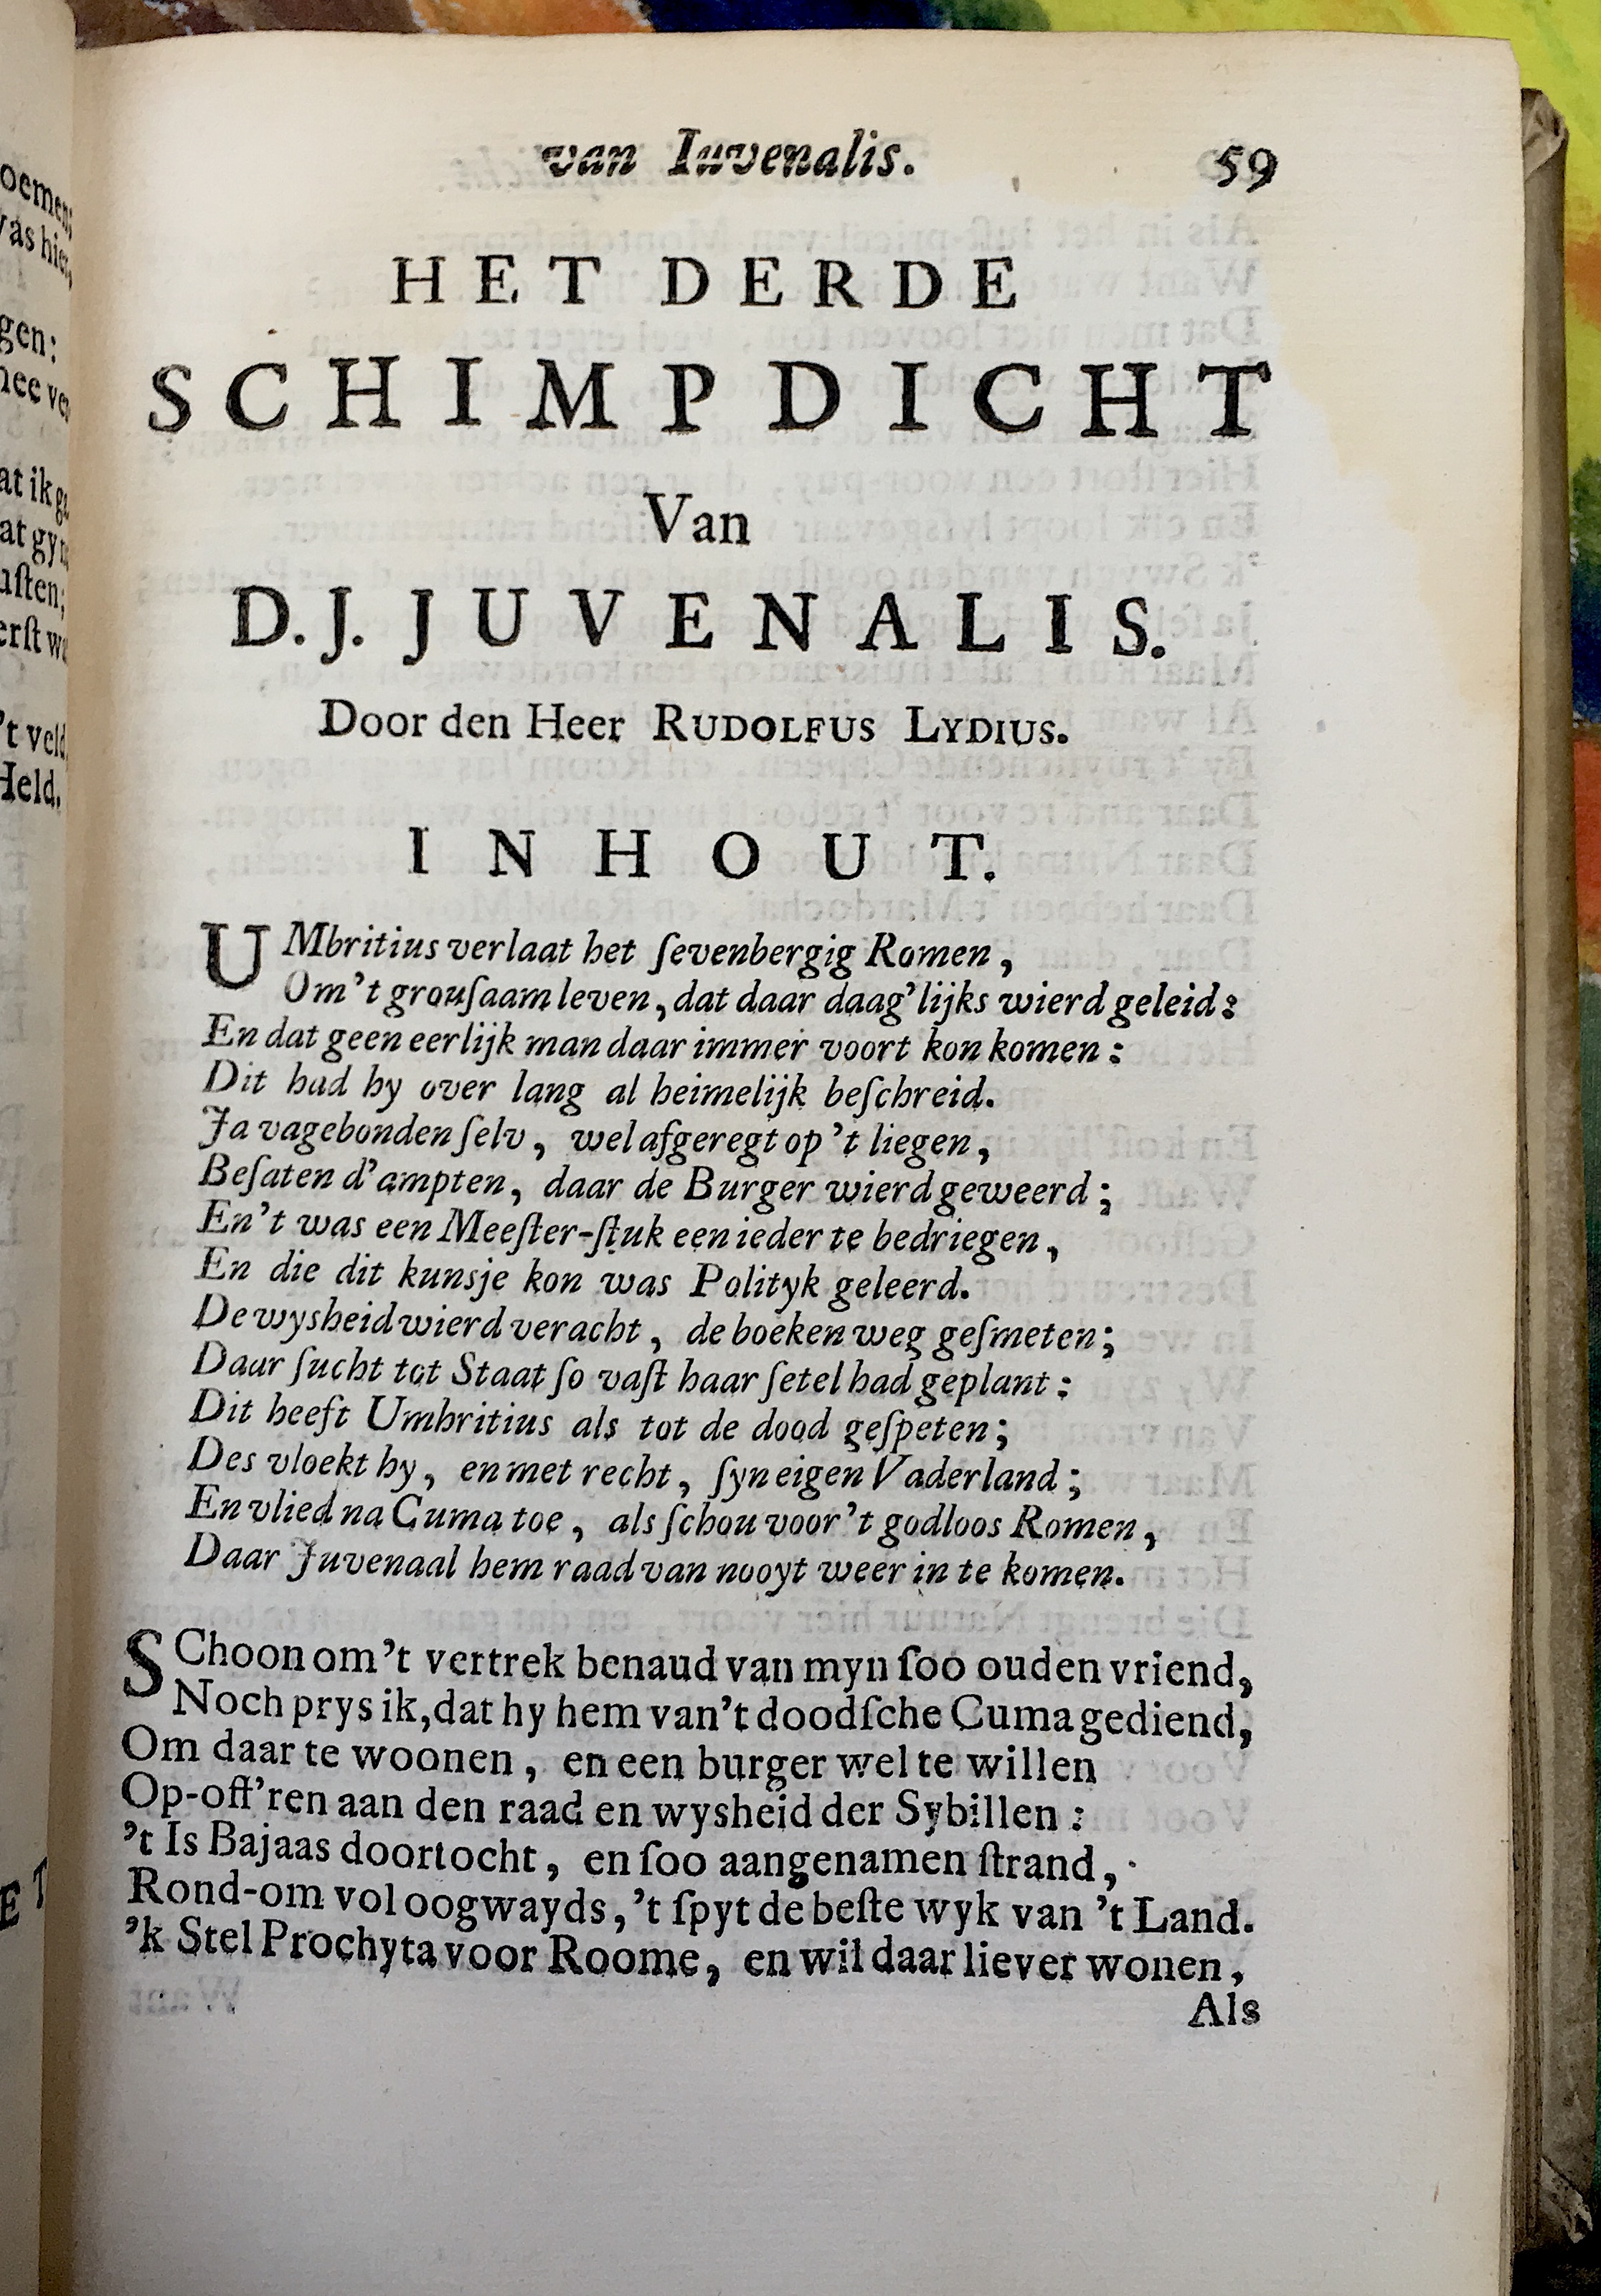 van Iuvenalis. 59
HET DERDE
SCHIMPDICHT
Van
D. J. JUVENALIS.
Door den Heer RUDOLFUS LYDIUS.
INHOUT.
UMbritius verlaat het ſevenbergig Romen,
Om't grouſaam leven, dat daar daag'lijks wierd geleid:
En dat geen eerlijk man daar immer voort kon komen:
Dit had hy over lang al heimelijk beſchreid.
Ja vagebonden ſelv, wel afgeregt op 't liegen,
Beſaten d'ampten, daar de Burger wierd geweerd;
En't was een Meeſter-ſtuk een ieder te bedriegen,
En die dit kunsje kon was Polityk geleerd.
De wysheid wierd veracht, de boeken weg geſmeten;
Daar ſucht tot Staat ſo vaſt haar ſetel had geplant:
Dit heeft Umbritius als tot de dood geſpeten;
Des vloekt hy, en met recht, ſyn eigen Vaderland;
En vlied na Cuma toe, als ſchou voor't godloos Romen,
Daar Juvenaal hem raad van nooyt weer in te komen.
SChoon om't vertrek benaud van myn ſoo ouden vriend,
Noch prys ik, dat hy hem van't doodſche Cuma gediend,
Om daar te woonen, en een burger wel te willen
Op-off'ren aan den raad en wysheid der Sybillen:
't Is Bajaas doortocht, en ſoo aangenamen ſtrand,
Rond-om vol oogwayds, 't ſpyt de beſte wyk van 't Land.
'k Stel Prochyta voor Roome, en wil daar liever wonen,
Als